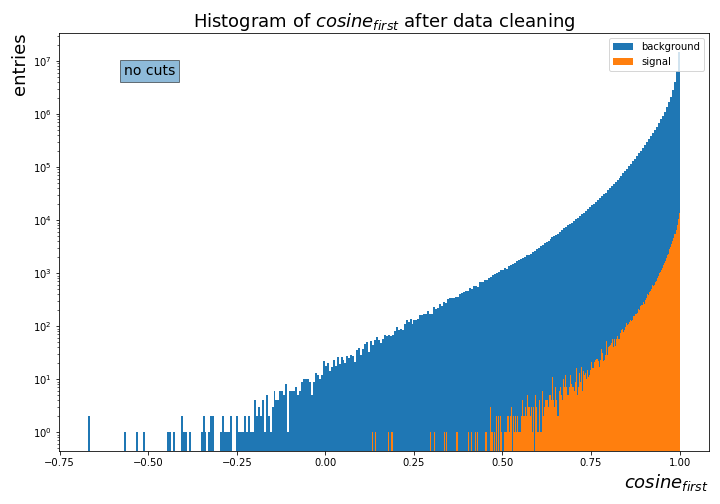 Histogram of cosine_first after data cleaning
entries
no cuts
background
signal
10^7
10^6
10^5
10^4
10^3
10^2
10^1
10^0
−0.75 −0.50 −0.25 0.00 0.25 0.50 0.75 1.00
cosine_first